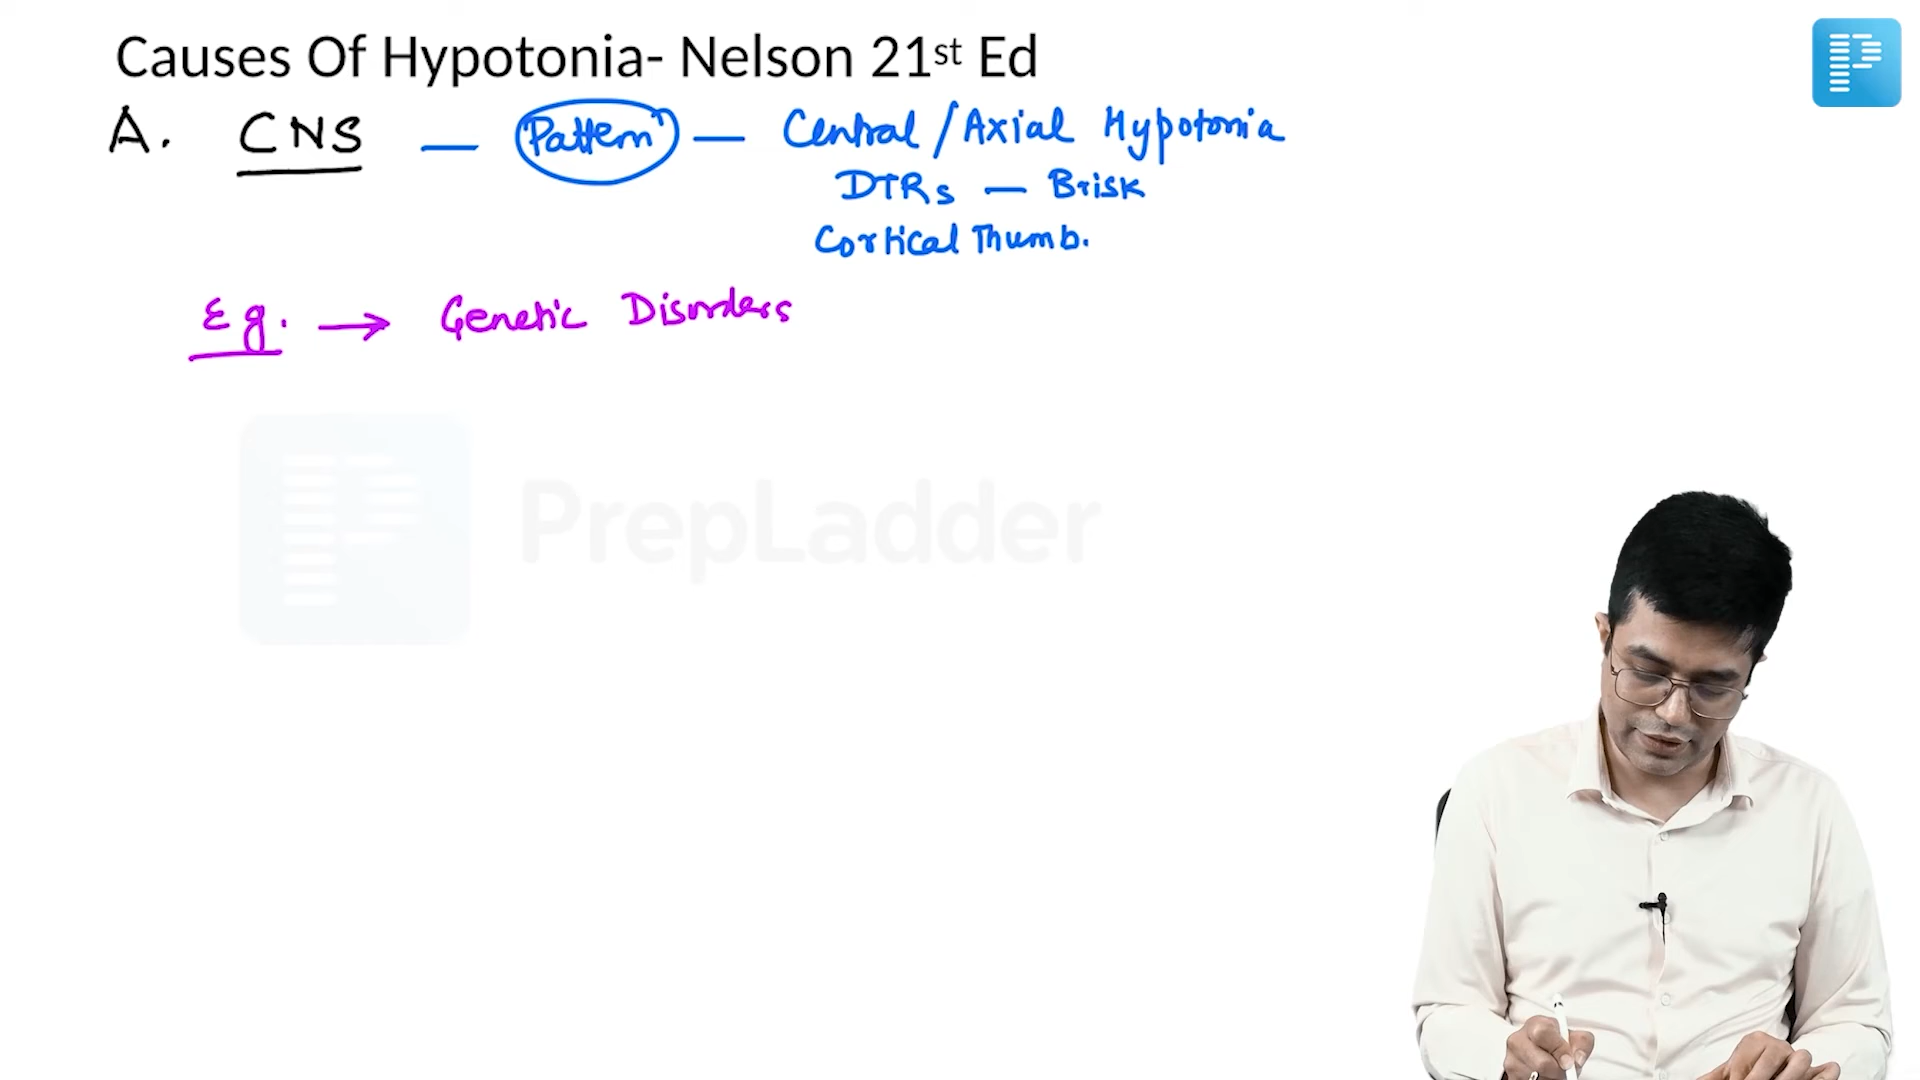 Causes Of Hypotonia- Nelson 21st Ed
A. CNS — Pattern — Central/Axial Hypotonia
DTRs — Brisk
Cortical Thumb.
Eg. → Genetic Disorders
PrepLadder